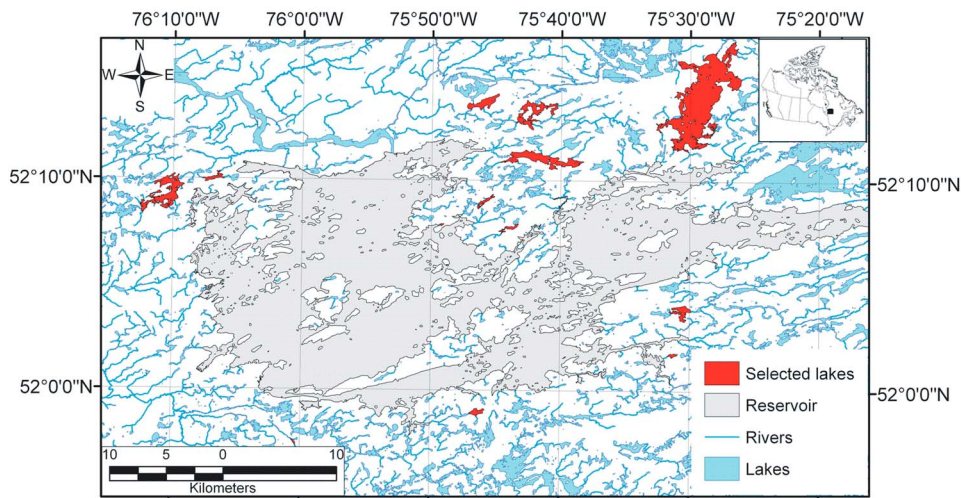 76°10'0"W 76°0'0"W 75°50'0"W 75°40'0"W 75°30'0"W 75°20'0"W
N
W E
S
52°10'0"N 52°10'0"N
52°0'0"N 52°0'0"N
Selected lakes
Reservoir
Rivers
Lakes
10 5 0 10
Kilometers